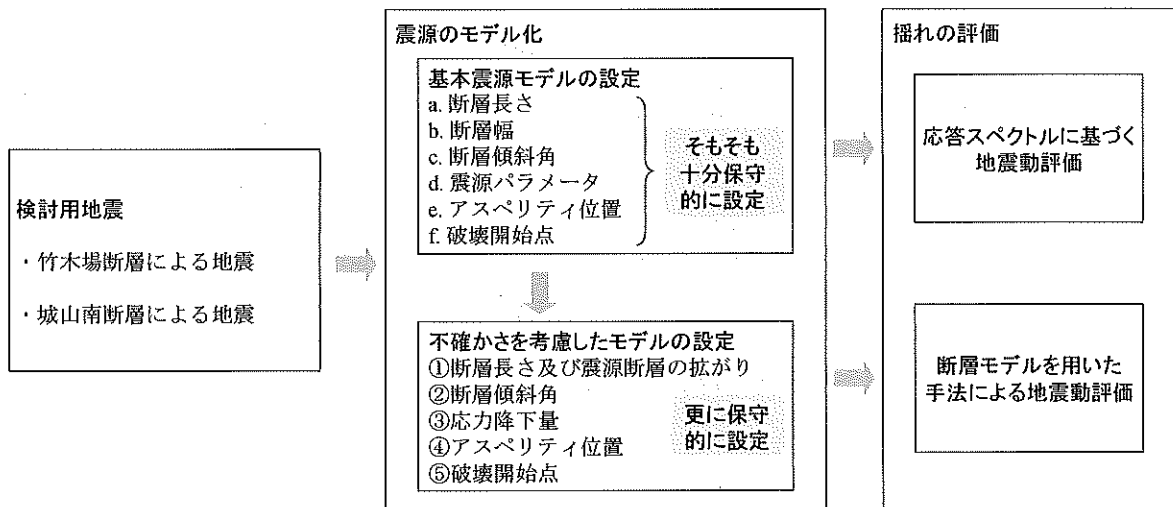 検討用地震
・竹木場断層による地震
・城山南断層による地震
震源のモデル化
基本震源モデルの設定
a. 断層長さ
b. 断層幅
c. 断層傾斜角
d. 震源パラメータ
e. アスペリティ位置
f. 破壊開始点
そもそも
十分保守
的に設定
不確かさを考慮したモデルの設定
①断層長さ及び震源断層の拡がり
②断層傾斜角
③応力降下量
④アスペリティ位置
⑤破壊開始点
更に保守
的に設定
揺れの評価
応答スペクトルに基づく
地震動評価
断層モデルを用いた
手法による地震動評価